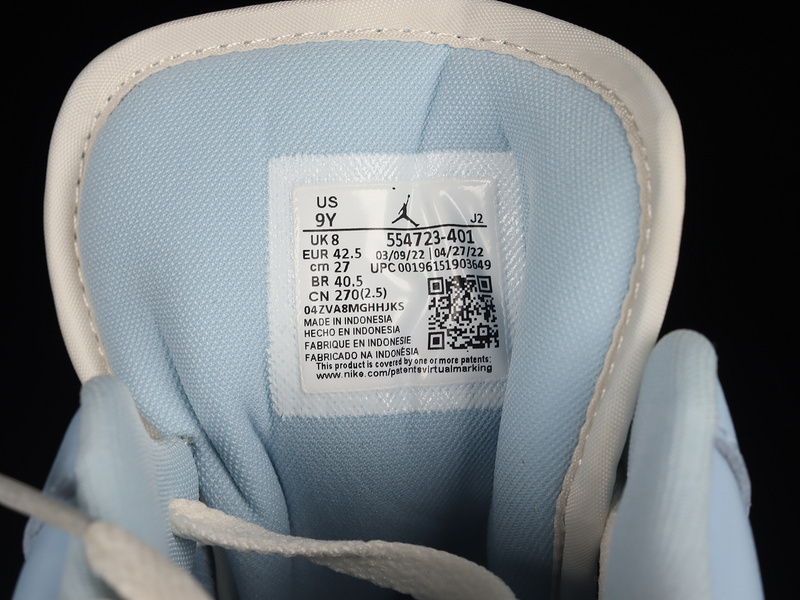 US
9Y J2
UK 8 554723-401
EUR 42.5 03/09/22 | 04/27/22
cm 27 UPC 00196151903649
BR 40.5
CN 270(2.5)
04ZVA8MGHHJKS
MADE IN INDONESIA
HECHO EN INDONESIA
FABRIQUE EN INDONESIE
FABRICADO NA INDONÈSIA
This product is covered by one or more patents:
www.nike.com/patentsvirtualmarking